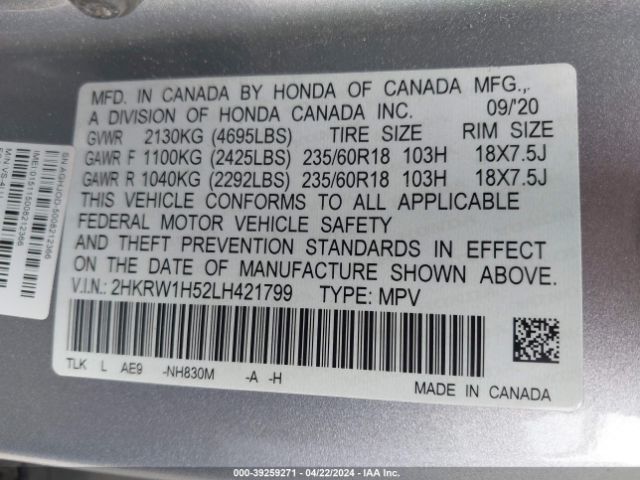 MFD. IN CANADA BY HONDA OF CANADA MFG.,
A DIVISION OF HONDA CANADA INC. 09/'20
GVWR 2130KG (4695LBS) TIRE SIZE RIM SIZE
GAWR F 1100KG (2425LBS) 235/60R18 103H 18X7.5J
GAWR R 1040KG (2292LBS) 235/60R18 103H 18X7.5J
THIS VEHICLE CONFORMS TO ALL APPLICABLE
FEDERAL MOTOR VEHICLE SAFETY
AND THEFT PREVENTION STANDARDS IN EFFECT
ON THE DATE OF MANUFACTURE SHOWN ABOVE.
V.I.N.: 2HKRW1H52LH421799 TYPE: MPV
TLK L AE9 -NH830M -A -H
MADE IN CANADA
000-39259271 - 04/22/2024 - IAA Inc.